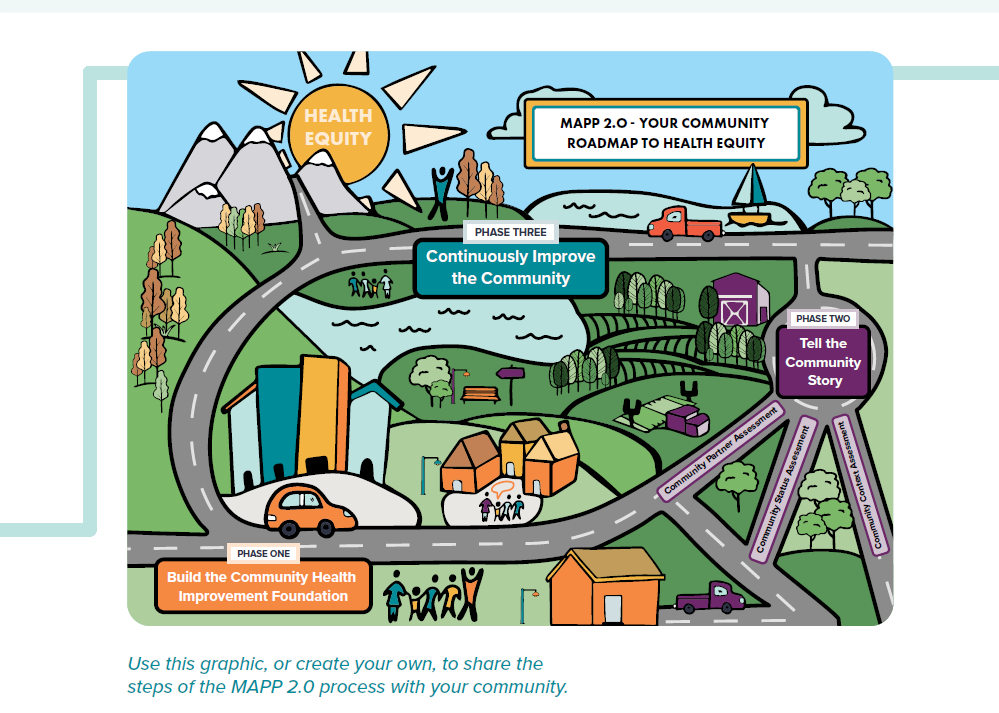 HEALTH
EQUITY
MAPP 2.0 - YOUR COMMUNITY
ROADMAP TO HEALTH EQUITY
PHASE THREE
Continuously Improve
the Community
PHASE TWO
Tell the
Community
Story
Community Partner Assessment
Community Status Assessment
Community Context Assessment
PHASE ONE
Build the Community Health
Improvement Foundation
Use this graphic, or create your own, to share the
steps of the MAPP 2.0 process with your community.